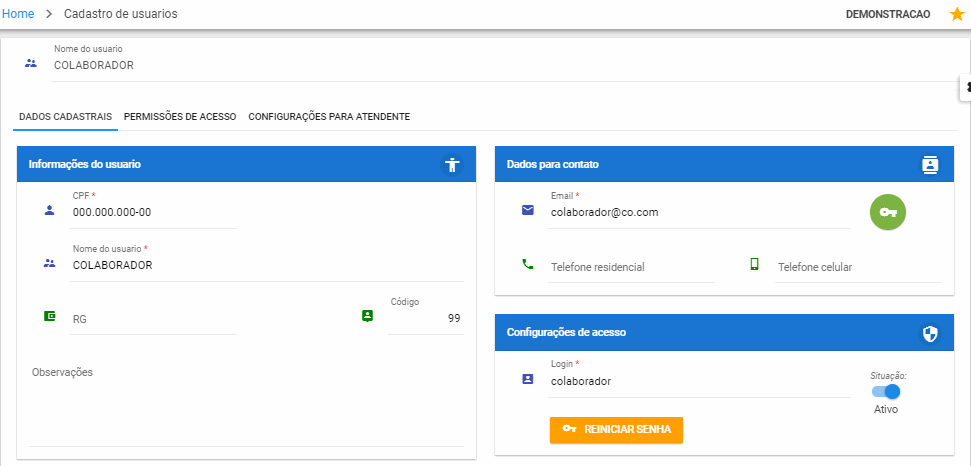 Home > Cadastro de usuarios
DEMONSTRACAO
Nome do usuario
COLABORADOR
DADOS CADASTRAIS
PERMISSÕES DE ACESSO
CONFIGURAÇÕES PARA ATENDENTE
Informações do usuario
CPF *
000.000.000-00
Nome do usuario *
COLABORADOR
RG
Código
99
Observações
Dados para contato
Email *
colaborador@co.com
Telefone residencial
Telefone celular
Configurações de acesso
Login *
colaborador
Situação:
Ativo
REINICIAR SENHA